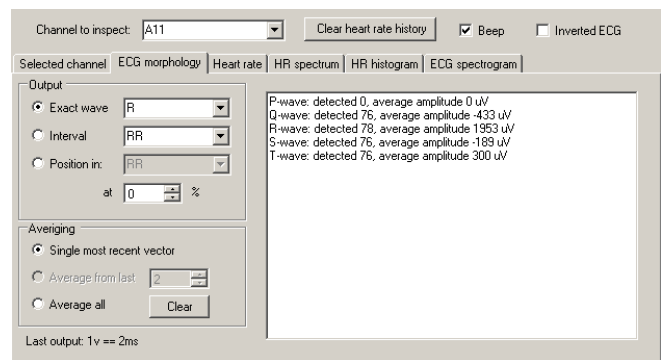 Channel to inspect: A11 Clear heart rate history Beep Inverted ECG
Selected channel ECG morphology Heart rate HR spectrum HR histogram ECG spectrogram
Output
Exact wave R
Interval RR
Position in: RR
at 0 %
Averiging
Single most recent vector
Average from last 2
Average all Clear
Last output: 1v == 2ms
P-wave: detected 0, average amplitude 0 uV
Q-wave: detected 76, average amplitude -433 uV
R-wave: detected 78, average amplitude 1953 uV
S-wave: detected 76, average amplitude -189 uV
T-wave: detected 76, average amplitude 300 uV